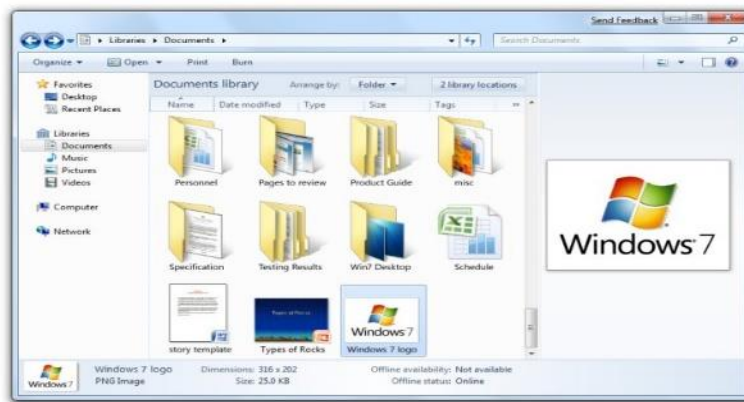 Send Feedback
Libraries Documents
Search Documents
Organize Open Print Burn
Favorites
Desktop
Recent Places
Libraries
Documents
Music
Pictures
Videos
Computer
Network
Documents library Arrange by: Folder 2 library locations
Name Date modified Type Size Tags
Personnel Pages to review Product Guide misc
Specification Testing Results Win7 Desktop Schedule
Types of Rocks
Windows 7
story template Types of Rocks Windows 7 logo
Windows 7
Windows 7
Windows 7 logo Dimensions: 316 x 202 Offline availability: Not available
PNG Image Size: 25.0 KB Offline status: Online